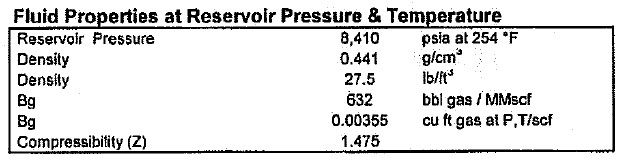 Fluid Properties at Reservoir Pressure & Temperature
Reservoir Pressure 8,410 psia at 254 °F
Density 0.441 g/cm³
Density 27.5 lb/ft³
Bg 632 bbl gas / MMscf
Bg 0.00355 cu ft gas at P,T/scf
Compressibility (Z) 1.475